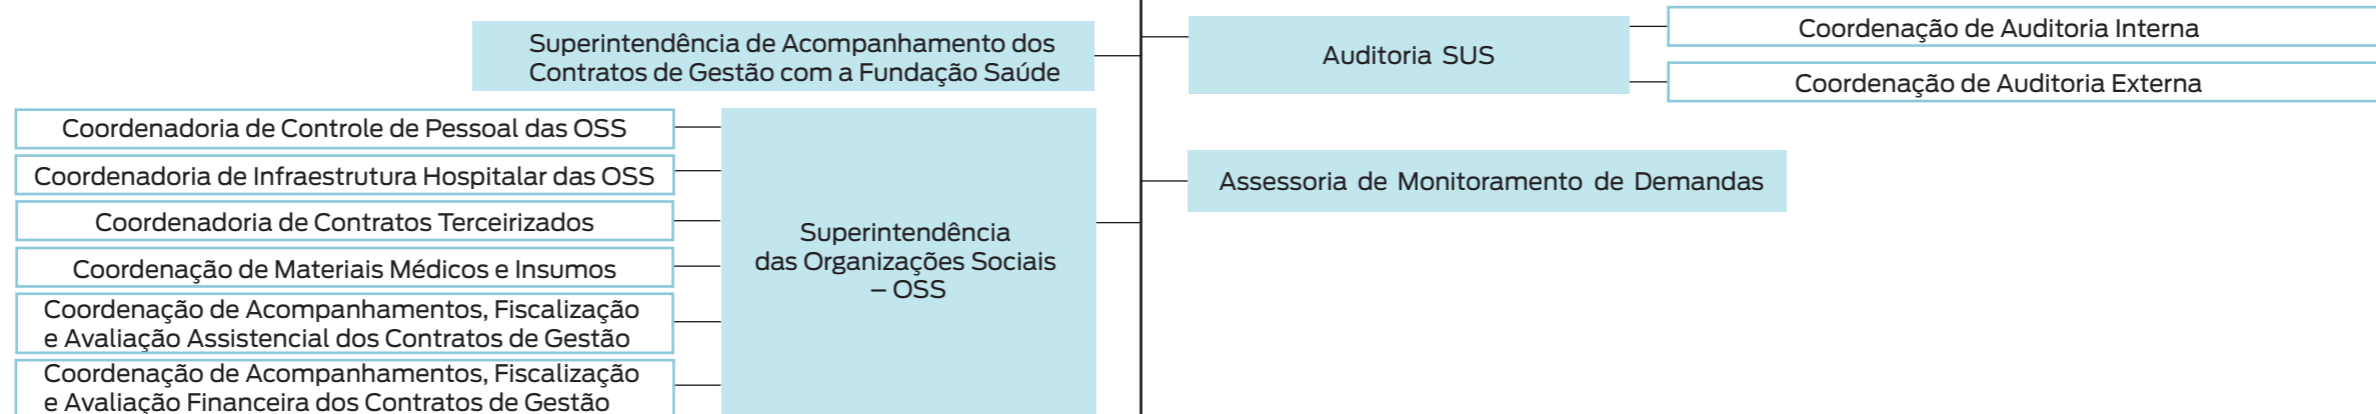 Superintendência de Acompanhamento dos
Contratos de Gestão com a Fundação Saúde
Coordenadoria de Controle de Pessoal das OSS
Coordenadoria de Infraestrutura Hospitalar das OSS
Coordenadoria de Contratos Terceirizados
Coordenação de Materiais Médicos e Insumos
Coordenação de Acompanhamentos, Fiscalização
e Avaliação Assistencial dos Contratos de Gestão
Coordenação de Acompanhamentos, Fiscalização
e Avaliação Financeira dos Contratos de Gestão
Superintendência
das Organizações Sociais
– OSS
Auditoria SUS
Coordenação de Auditoria Interna
Coordenação de Auditoria Externa
Assessoria de Monitoramento de Demandas